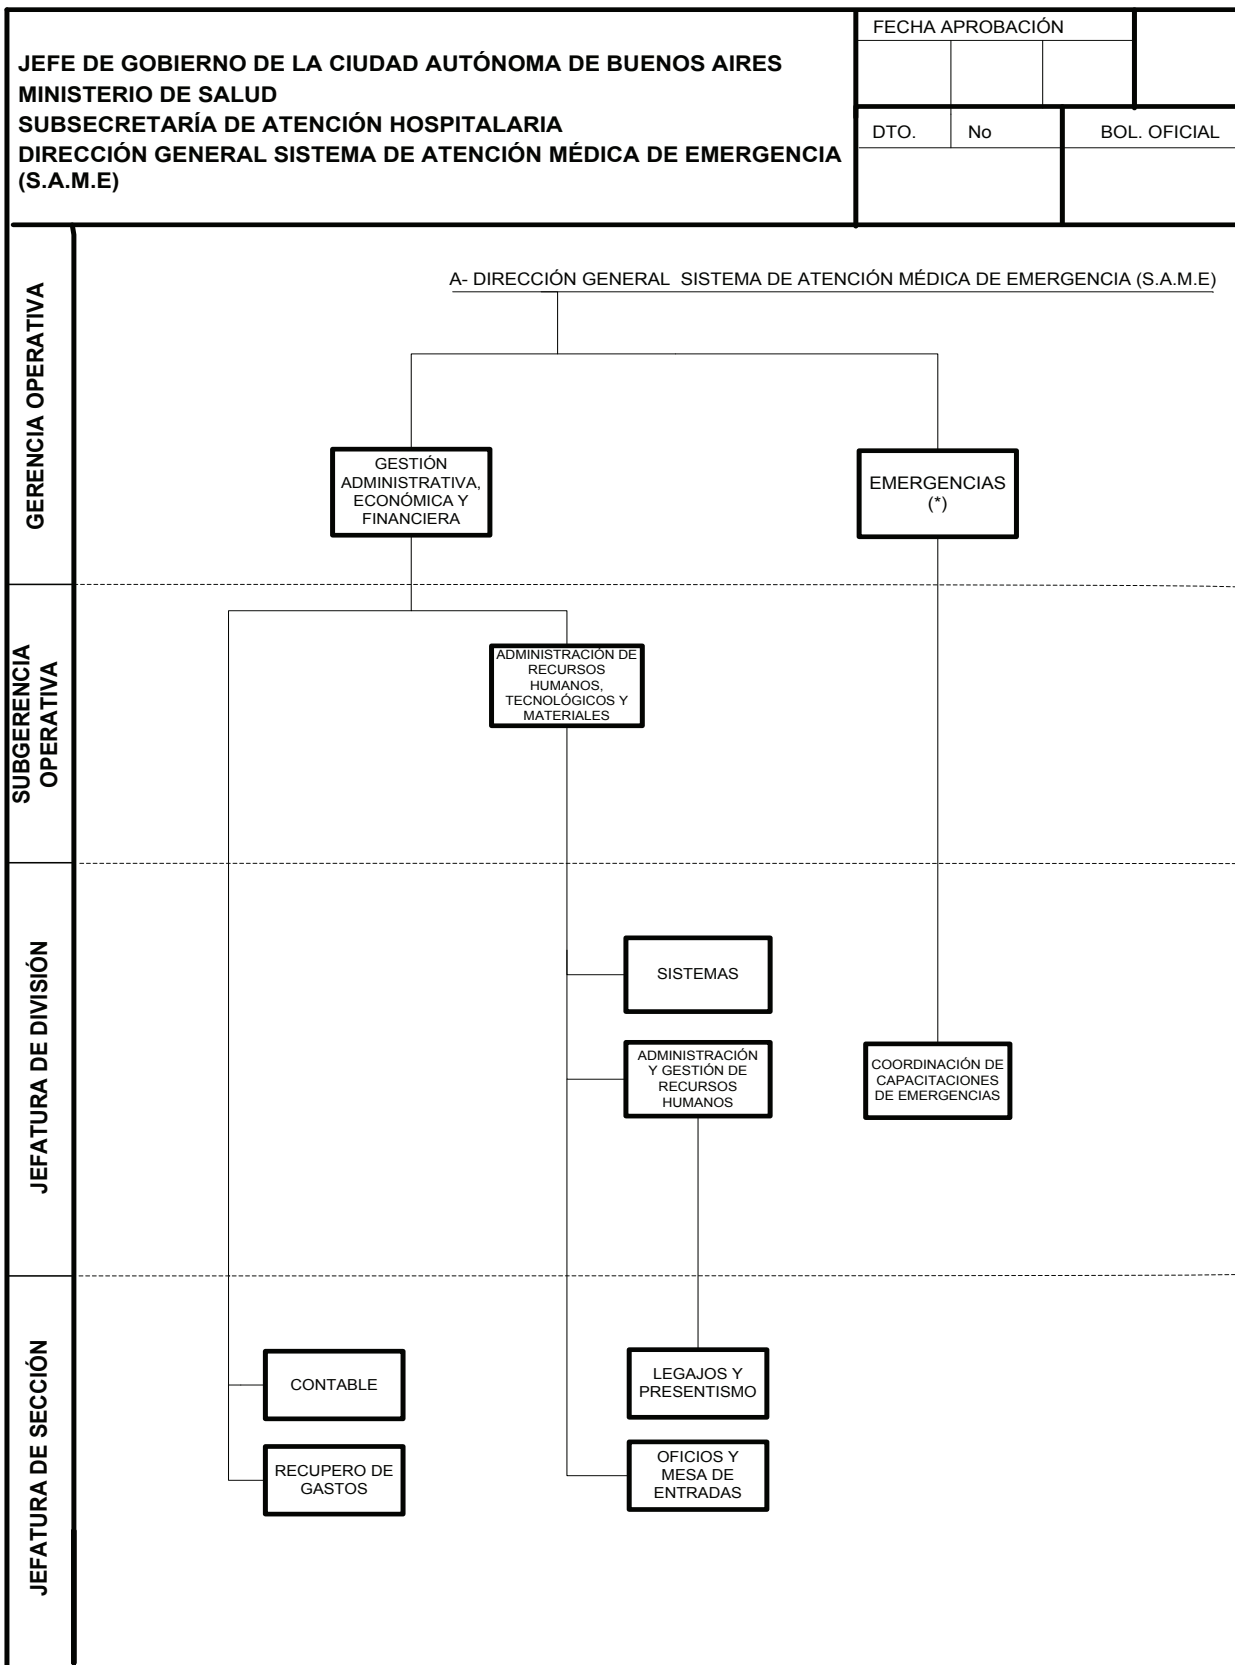 JEFE DE GOBIERNO DE LA CIUDAD AUTÓNOMA DE BUENOS AIRES
MINISTERIO DE SALUD
SUBSECRETARÍA DE ATENCIÓN HOSPITALARIA
DIRECCIÓN GENERAL SISTEMA DE ATENCIÓN MÉDICA DE EMERGENCIA
(S.A.M.E)
FECHA APROBACIÓN
DTO.
No
BOL. OFICIAL
GERENCIA OPERATIVA
A- DIRECCIÓN GENERAL SISTEMA DE ATENCIÓN MÉDICA DE EMERGENCIA (S.A.M.E)
GESTIÓN
ADMINISTRATIVA,
ECONÓMICA Y
FINANCIERA
EMERGENCIAS
(*)
SUBGERENCIA
OPERATIVA
ADMINISTRACIÓN DE
RECURSOS
HUMANOS,
TECNOLÓGICOS Y
MATERIALES
JEFATURA DE DIVISIÓN
SISTEMAS
ADMINISTRACIÓN
Y GESTIÓN DE
RECURSOS
HUMANOS
COORDINACIÓN DE
CAPACITACIONES
DE EMERGENCIAS
JEFATURA DE SECCIÓN
CONTABLE
LEGAJOS Y
PRESENTISMO
RECUPERO DE
GASTOS
OFICIOS Y
MESA DE
ENTRADAS